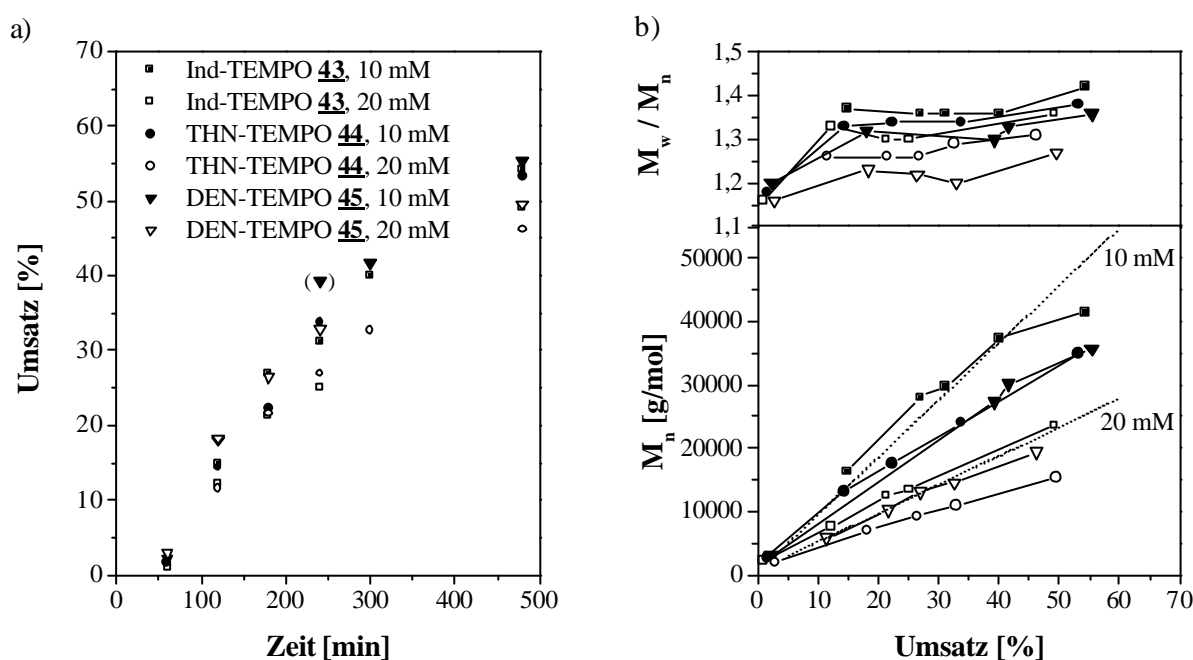 a)
Umsatz [%]
70
60
50
40
30
20
10
0
Ind-TEMPO 43, 10 mM
Ind-TEMPO 43, 20 mM
THN-TEMPO 44, 10 mM
THN-TEMPO 44, 20 mM
DEN-TEMPO 45, 10 mM
DEN-TEMPO 45, 20 mM
( )
0 100 200 300 400 500
Zeit [min]
b)
M_w / M_n
1,5
1,4
1,3
1,2
1,1
M_n [g/mol]
50000
40000
30000
20000
10000
0
10 mM
20 mM
0 10 20 30 40 50 60 70
Umsatz [%]